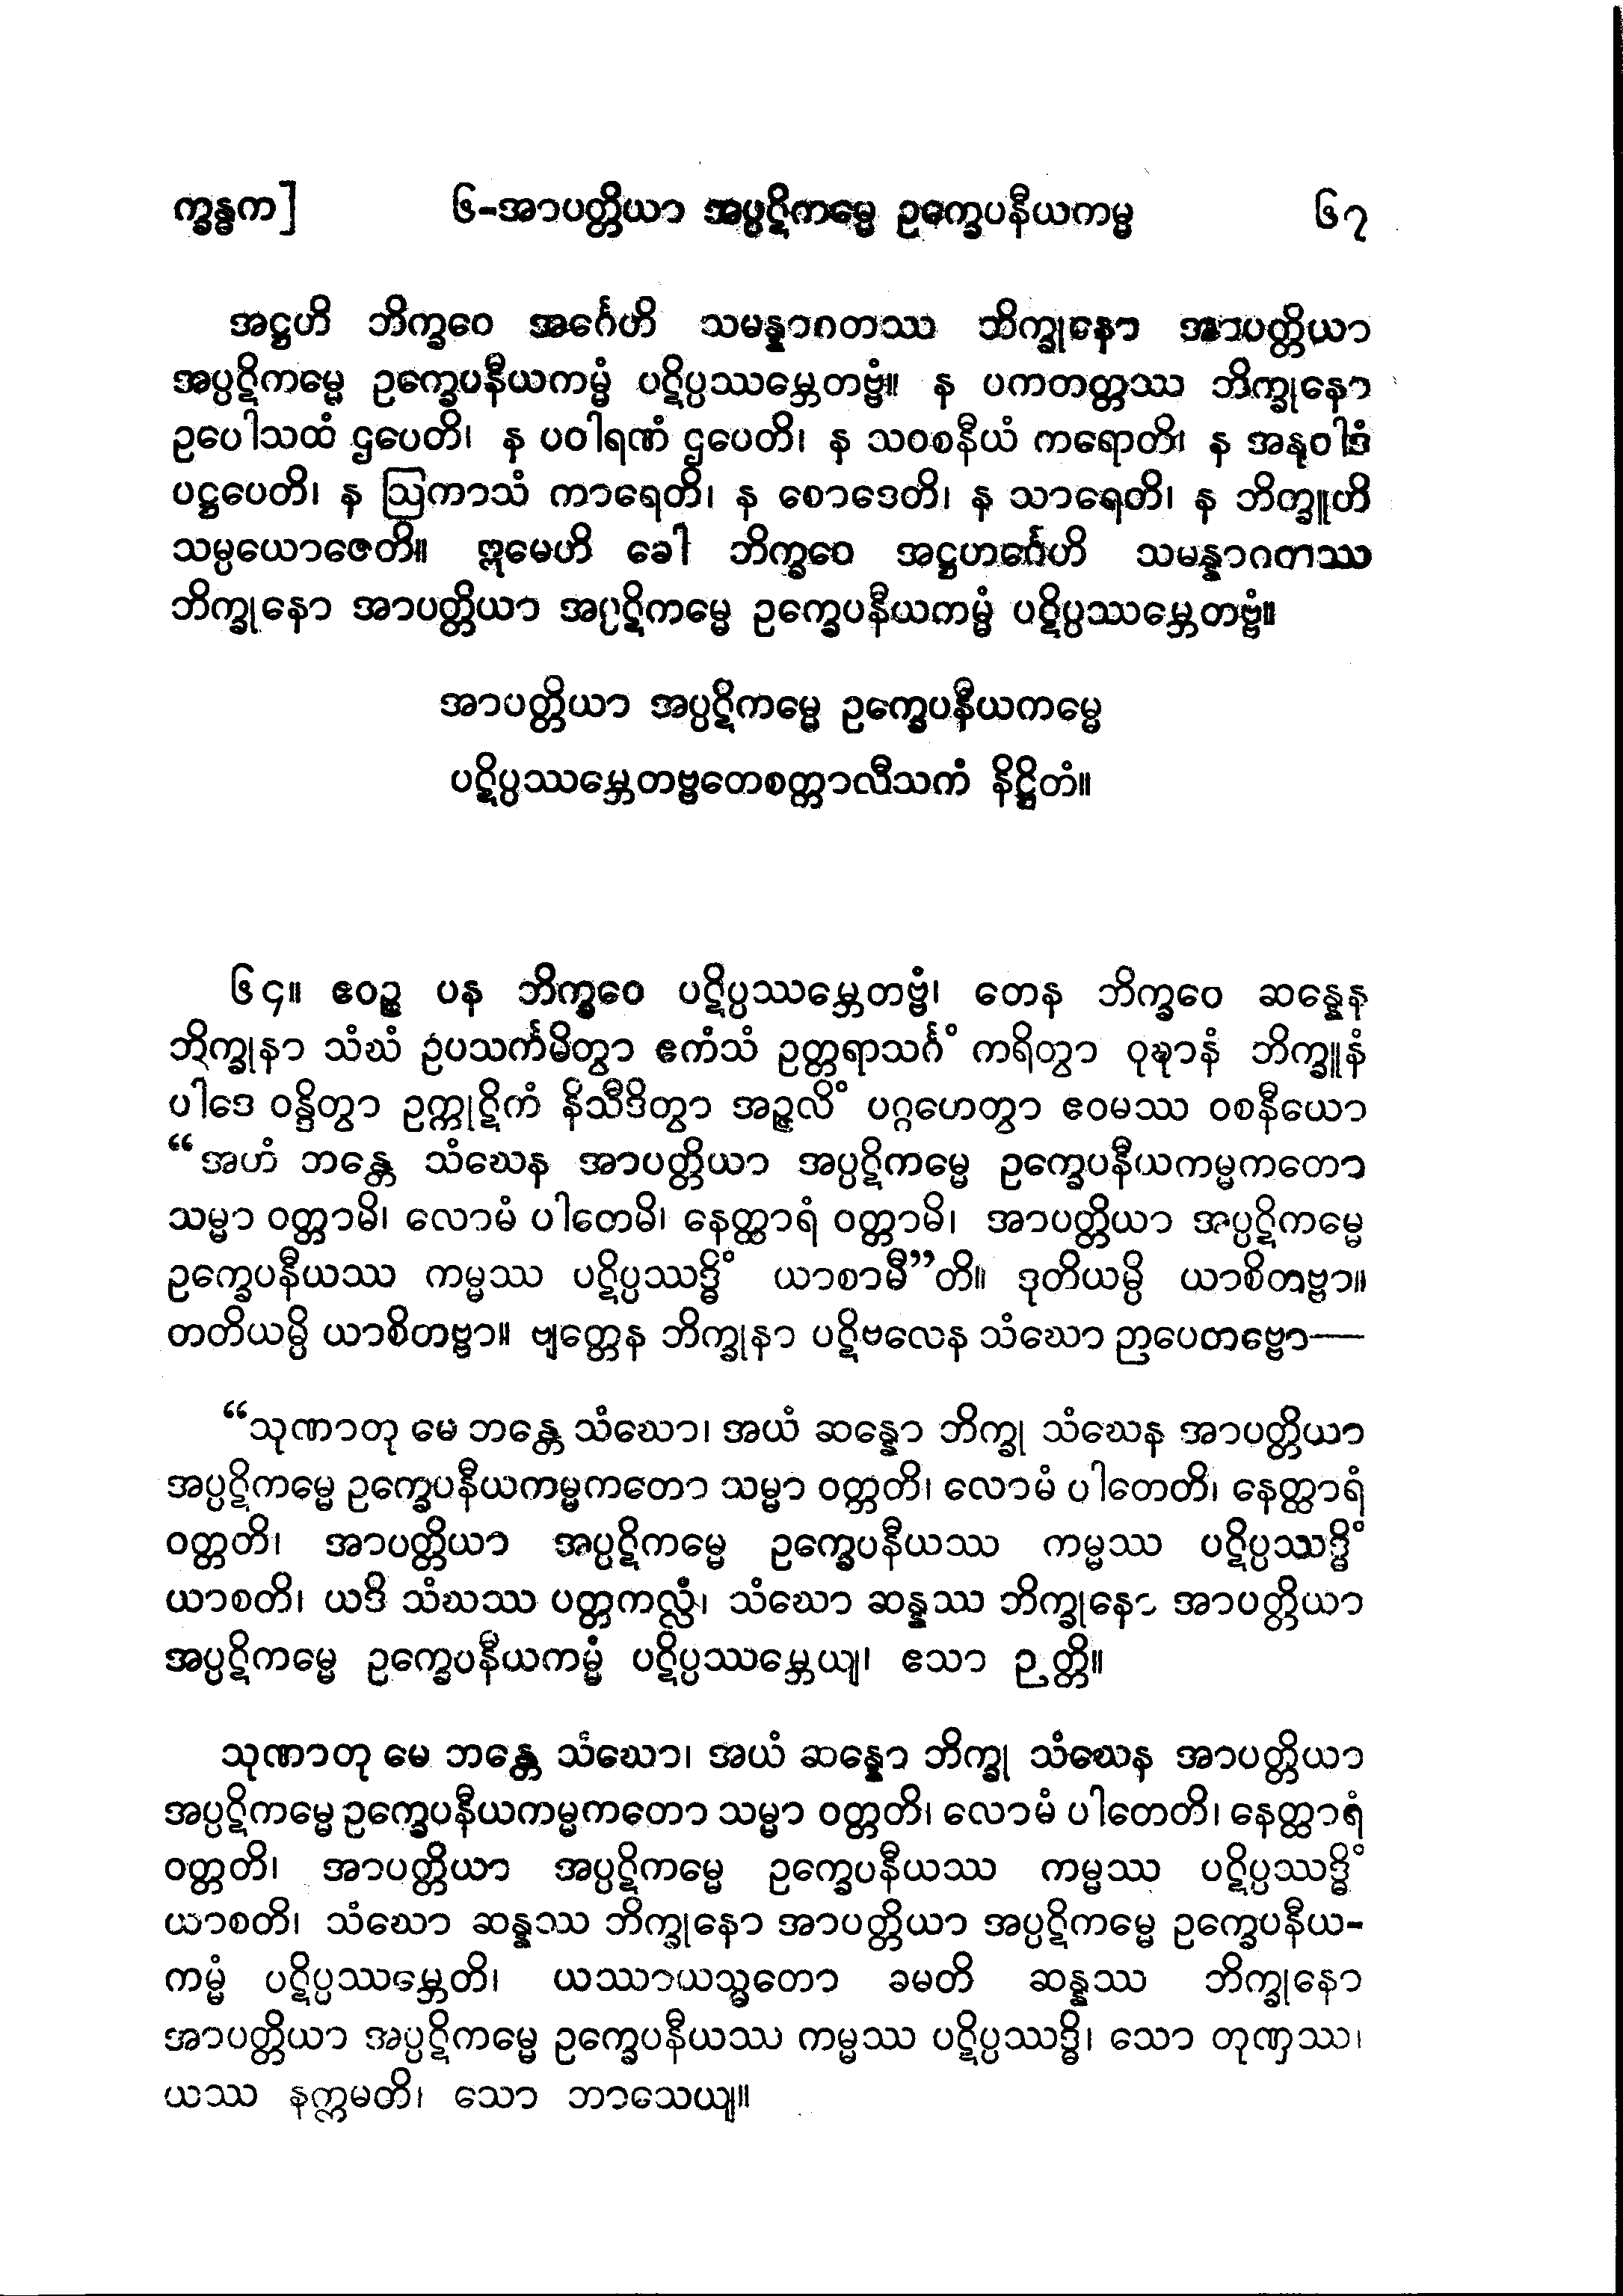 က္ခန္ဓက]	၆-အာပတ္တိယာ အပ္ပဋိကမ္မေ ဥက္ခေပနီယကမ္မ	၆၇
အဋ္ဌဟိ ဘိက္ခဝေ အင်္ဂေဟိ သမန္နာဂတဿ ဘိက္ခုနော အာပတ္တိယာ
အပ္ပဋိကမ္မေ ဥက္ခေပနီယကမ္မံ ပဋိပ္ပဿမ္ဘေတဗ္ဗံ။ န ပကတတ္တဿ ဘိက္ခုနော
ဥပေါသထံ ဌပေတိ၊ န ပဝါရဏံ ဌပေတိ၊ န သဝစနီယံ ကရောတိ၊ န အနုဝါဒံ
ပဋ္ဌပေတိ၊ န ဩကာသံ ကာရေတိ၊ န စောဒေတိ၊ န သာရေတိ၊ န ဘိက္ခူဟိ
သမ္ပယောဇေတိ။ ဣမေဟိ ခေါ ဘိက္ခဝေ အဋ္ဌဟင်္ဂေဟိ သမန္နာဂတဿ
ဘိက္ခုနော အာပတ္တိယာ အပ္ပဋိကမ္မေ ဥက္ခေပနီယကမ္မံ ပဋိပ္ပဿမ္ဘေတဗ္ဗံ။
အာပတ္တိယာ အပ္ပဋိကမ္မေ ဥက္ခေပနီယကမ္မေ
ပဋိပ္ပဿမ္ဘေတဗ္ဗတေစတ္တာလီသကံ နိဋ္ဌိတံ။
၆၄။ ဧဝဉ္စ ပန ဘိက္ခဝေ ပဋိပ္ပဿမ္ဘေတဗ္ဗံ၊ တေန ဘိက္ခဝေ ဆန္နေန
ဘိက္ခုနာ သံဃံ ဥပသင်္ကမိတွာ ဧကံသံ ဥတ္တရာသင်္ဂံ ကရိတွာ ဝုဍ္ဎာနံ ဘိက္ခူနံ
ပါဒေ ဝန္ဒိတွာ ဥက္ကုဋိကံ နိသီဒိတွာ အဉ္ဇလိံ ပဂ္ဂဟေတွာ ဧဝမဿ ဝစနီယော
“အဟံ ဘန္တေ သံဃေန အာပတ္တိယာ အပ္ပဋိကမ္မေ ဥက္ခေပနီယကမ္မကတော
သမ္မာ ဝတ္တာမိ၊ လောမံ ပါတေမိ၊ နေတ္ထာရံ ဝတ္တာမိ၊ အာပတ္တိယာ အပ္ပဋိကမ္မေ
ဥက္ခေပနီယဿ ကမ္မဿ ပဋိပ္ပဿဒ္ဓိံ ယာစာမီ”တိ။ ဒုတိယမ္ပိ ယာစိတဗ္ဗာ။
တတိယမ္ပိ ယာစိတဗ္ဗာ။ ဗျတ္တေန ဘိက္ခုနာ ပဋိဗလေန သံဃော ဉာပေတဗ္ဗော—
“သုဏာတု မေ ဘန္တေ သံဃော၊ အယံ ဆန္နော ဘိက္ခု သံဃေန အာပတ္တိယာ
အပ္ပဋိကမ္မေ ဥက္ခေပနီယကမ္မကတော သမ္မာ ဝတ္တတိ၊ လောမံ ပါတေတိ၊ နေတ္ထာရံ
ဝတ္တတိ၊ အာပတ္တိယာ အပ္ပဋိကမ္မေ ဥက္ခေပနီယဿ ကမ္မဿ ပဋိပ္ပဿဒ္ဓိံ
ယာစတိ၊ ယဒိ သံဃဿ ပတ္တကလ္လံ၊ သံဃော ဆန္နဿ ဘိက္ခုနော အာပတ္တိယာ
အပ္ပဋိကမ္မေ ဥက္ခေပနီယကမ္မံ ပဋိပ္ပဿမ္ဘေယျ၊ ဧသာ ဉတ္တိ။
သုဏာတု မေ ဘန္တေ သံဃော၊ အယံ ဆန္နော ဘိက္ခု သံဃေန အာပတ္တိယာ
အပ္ပဋိကမ္မေ ဥက္ခေပနီယကမ္မကတော သမ္မာ ဝတ္တတိ၊ လောမံ ပါတေတိ၊ နေတ္ထာရံ
ဝတ္တတိ၊ အာပတ္တိယာ အပ္ပဋိကမ္မေ ဥက္ခေပနီယဿ ကမ္မဿ ပဋိပ္ပဿဒ္ဓိံ
ယာစတိ၊ သံဃော ဆန္နဿ ဘိက္ခုနော အာပတ္တိယာ အပ္ပဋိကမ္မေ ဥက္ခေပနီယ-
ကမ္မံ ပဋိပ္ပဿမ္ဘေတိ၊ ယဿာယသ္မတော ခမတိ ဆန္နဿ ဘိက္ခုနော
အာပတ္တိယာ အပ္ပဋိကမ္မေ ဥက္ခေပနီယဿ ကမ္မဿ ပဋိပ္ပဿဒ္ဓိ၊ သော တုဏှဿ၊
ယဿ နက္ခမတိ၊ သော ဘာသေယျ။